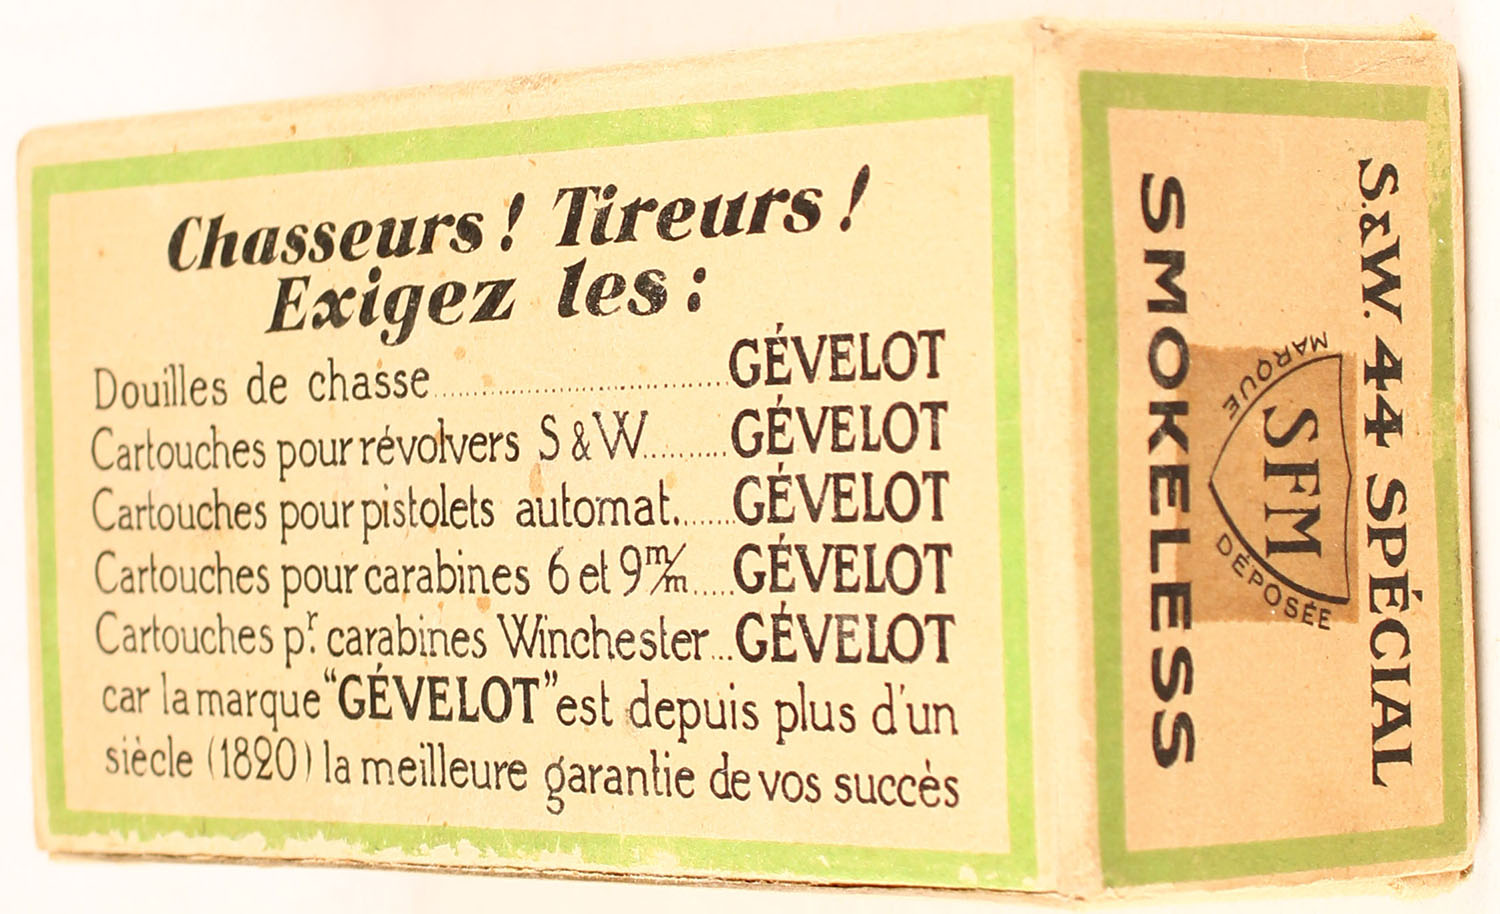 Chasseurs! Tireurs!
Exigez les:
Douilles de chasse................................GÉVELOT
Cartouches pour révolvers S & W..........GÉVELOT
Cartouches pour pistolets automat.......GÉVELOT
Cartouches pour carabines 6 et 9 m/m.....GÉVELOT
Cartouches pr. carabines Winchester...GÉVELOT
car la marque "GÉVELOT" est depuis plus d'un
siècle (1820) la meilleure garantie de vos succès
S.&W. 44 SPÉCIAL
MARQUE
SFM
DÉPOSÉE
SMOKELESS